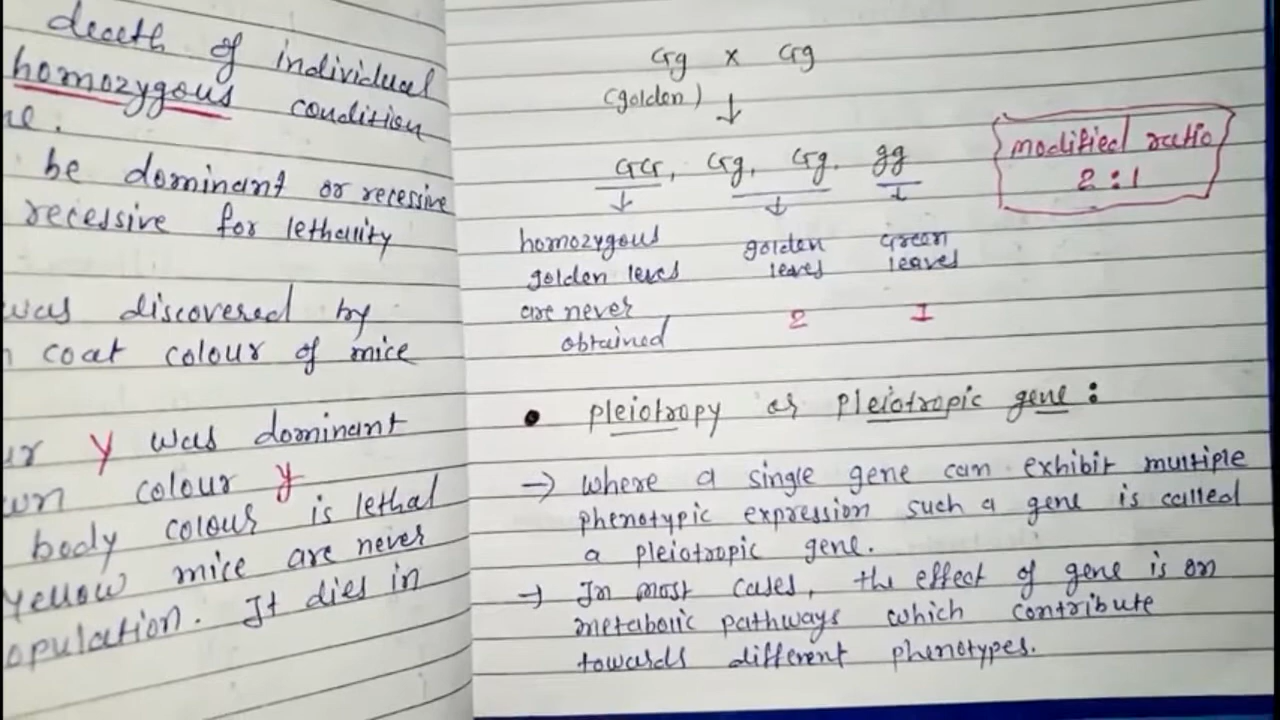 death of individual
homozygous condition
be dominant or recessive
recessive for lethality
was discovered by
coat colour of mice
Y was dominant
colour y
body colour is lethal
yellow mice are never
opulation. It dies in
Gg x Gg
(golden) ↓
GG, Gg, Gg. gg
modified ratio
2:1
homozygous
golden leves
are never
obtained
golden
leaves
2
Green
leaves
1
• pleiotropy or pleiotropic gene:
→ where a single gene can exhibit multiple
phenotypic expression such a gene is called
a pleiotropic gene.
→ In most cases, the effect of gene is on
metabolic pathways which contribute
towards different phenotypes.